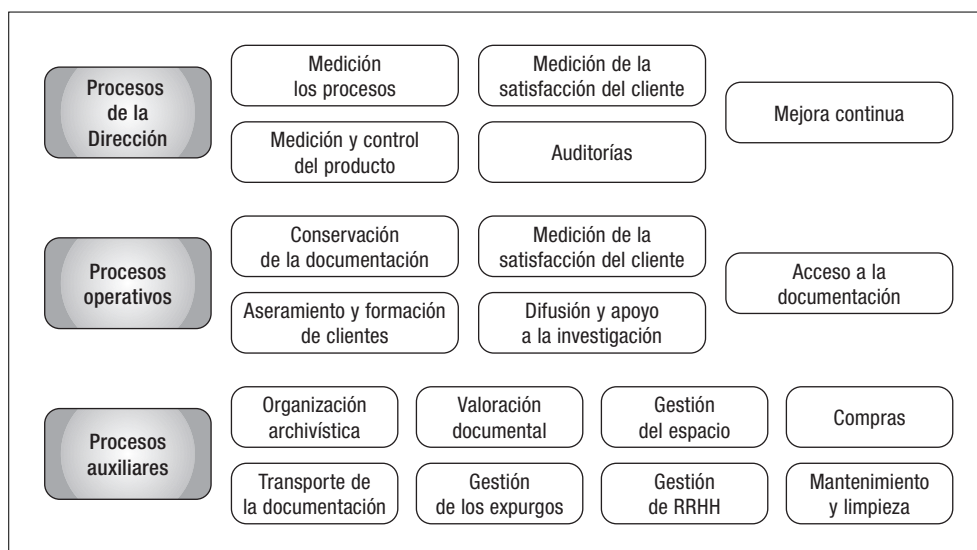 Procesos
de la
Dirección
Medición
los procesos
Medición de la
satisfacción del cliente
Medición y control
del producto
Auditorías
Mejora continua
Procesos
operativos
Conservación
de la documentación
Medición de la
satisfacción del cliente
Aseramiento y formación
de clientes
Difusión y apoyo
a la investigación
Acceso a la
documentación
Procesos
auxiliares
Organización
archivística
Valoración
documental
Gestión
del espacio
Compras
Transporte de
la documentación
Gestión
de los expurgos
Gestión
de RRHH
Mantenimiento
y limpieza